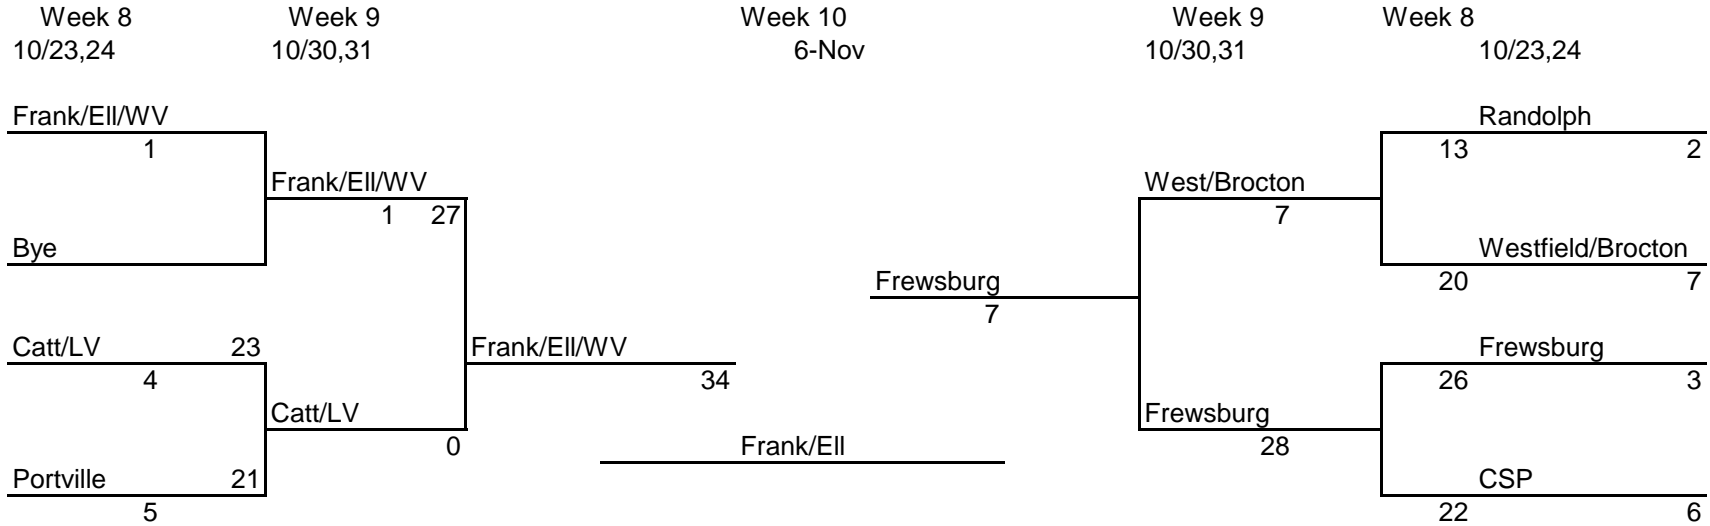 Week 8 Week 9 Week 10 Week 9 Week 8
10/23,24 10/30,31 6-Nov 10/30,31 10/23,24
Frank/Ell/WV Randolph
1 13 2
Frank/Ell/WV West/Brocton
1 27 7
Bye Westfield/Brocton
Frewsburg 20 7
7
Catt/LV 23 Frank/Ell/WV Frewsburg
4 34 26 3
Catt/LV Frewsburg
0 Frank/Ell 28
Portville 21 CSP
5 22 6